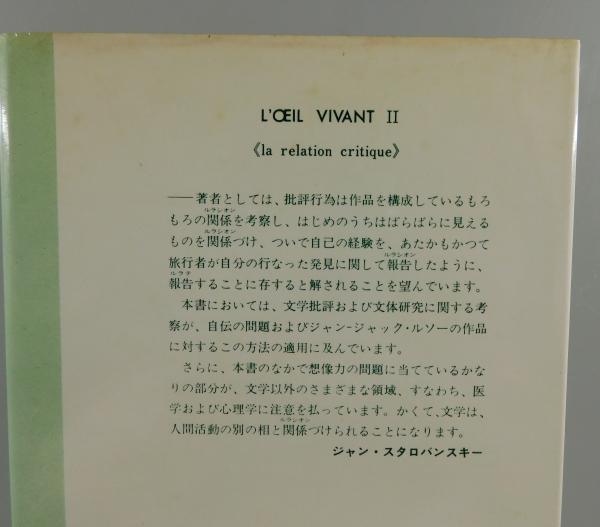 L'ŒIL VIVANT II
《la relation critique》
――著者としては、批評行為は作品を構成しているもろ
もろの関係を考察し、はじめのうちはばらばらに見える
ものを関係づけ、ついで自己の経験を、あたかもかつて
旅行者が自分の行なった発見に関して報告したように、
報告することに存すると解されることを望んでいます。
本書においては、文学批評および文体研究に関する考
察が、自伝の問題およびジャン-ジャック・ルソーの作品
に対するこの方法の適用に及んでいます。
さらに、本書のなかで想像力の問題に当てているかな
りの部分が、文学以外のさまざまな領域、すなわち、医
学および心理学に注意を払っています。かくて、文学は、
人間活動の別の相と関係づけられることになります。
ジャン・スタロバンスキー